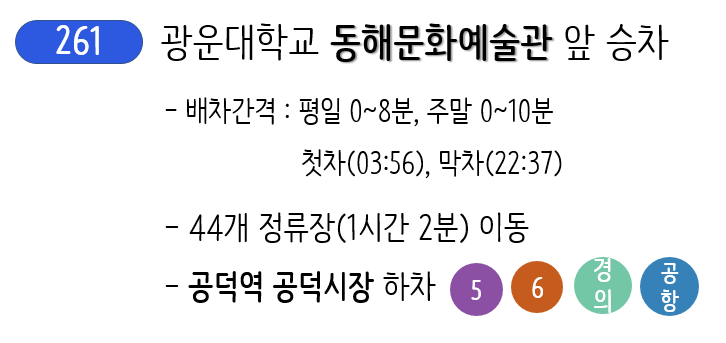 261 광운대학교 동해문화예술관 앞 승차
- 배차간격 : 평일 0~8분, 주말 0~10분
첫차(03:56), 막차(22:37)
- 44개 정류장(1시간 2분) 이동
- 공덕역 공덕시장 하차 5 6 경의 공항